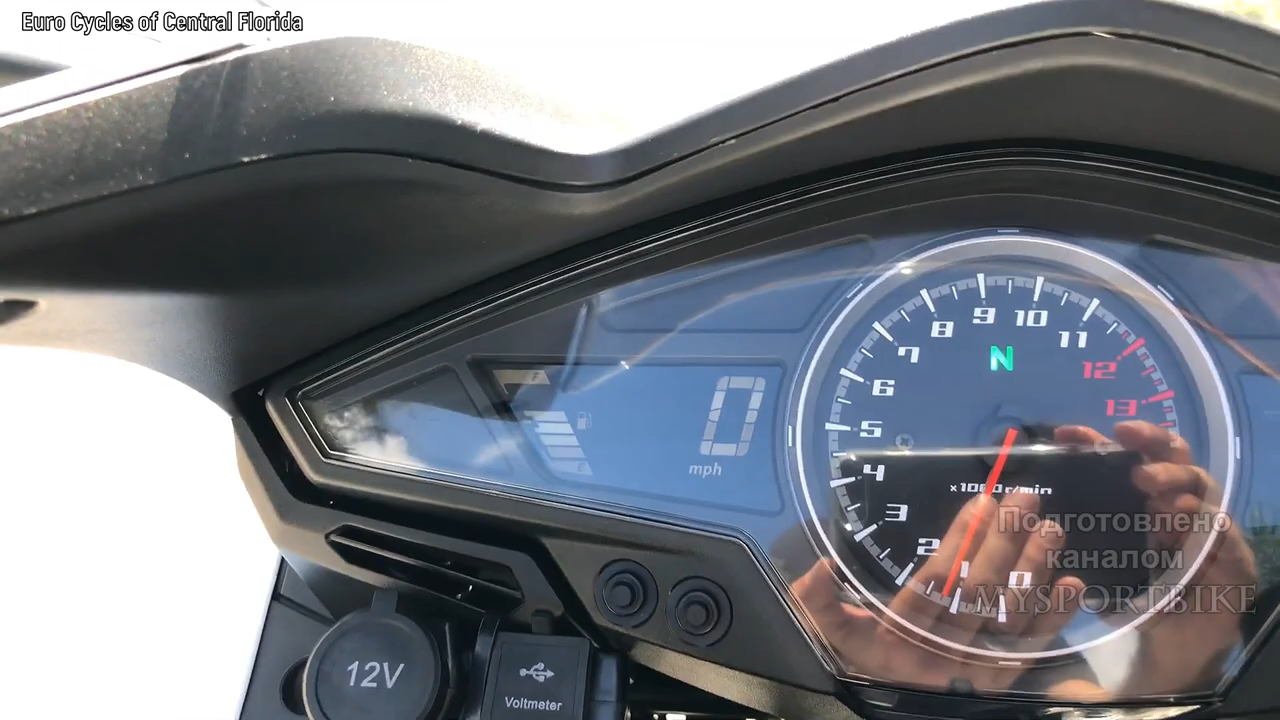 Euro Cycles of Central Florida
F
E
0
mph
9
10
8
11
7
N
12
6
13
5
4
x1000 r/min
3
2
1
0
Подготовлено
каналом
MYSPORTBIKE
12V
Voltmeter